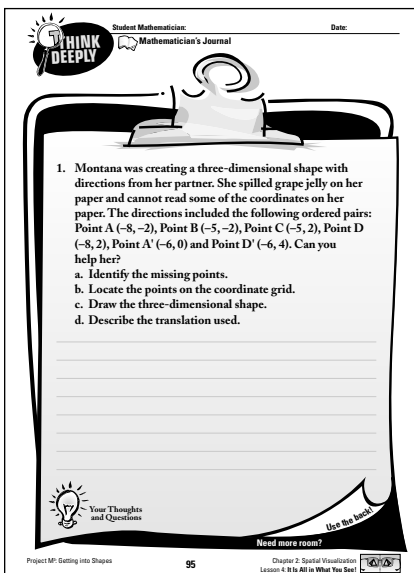 Student Mathematician: Date:
THINK DEEPLY
Mathematician's Journal
1. Montana was creating a three-dimensional shape with
directions from her partner. She spilled grape jelly on her
paper and cannot read some of the coordinates on her
paper. The directions included the following ordered pairs:
Point A (–8, –2), Point B (–5, –2), Point C (–5, 2), Point D
(–8, 2), Point A' (–6, 0) and Point D' (–6, 4). Can you
help her?
a. Identify the missing points.
b. Locate the points on the coordinate grid.
c. Draw the three-dimensional shape.
d. Describe the translation used.
Your Thoughts
and Questions
Use the back!
Need more room?
Project M³: Getting into Shapes
95
Chapter 2: Spatial Visualization
Lesson 4: It Is All in What You See!